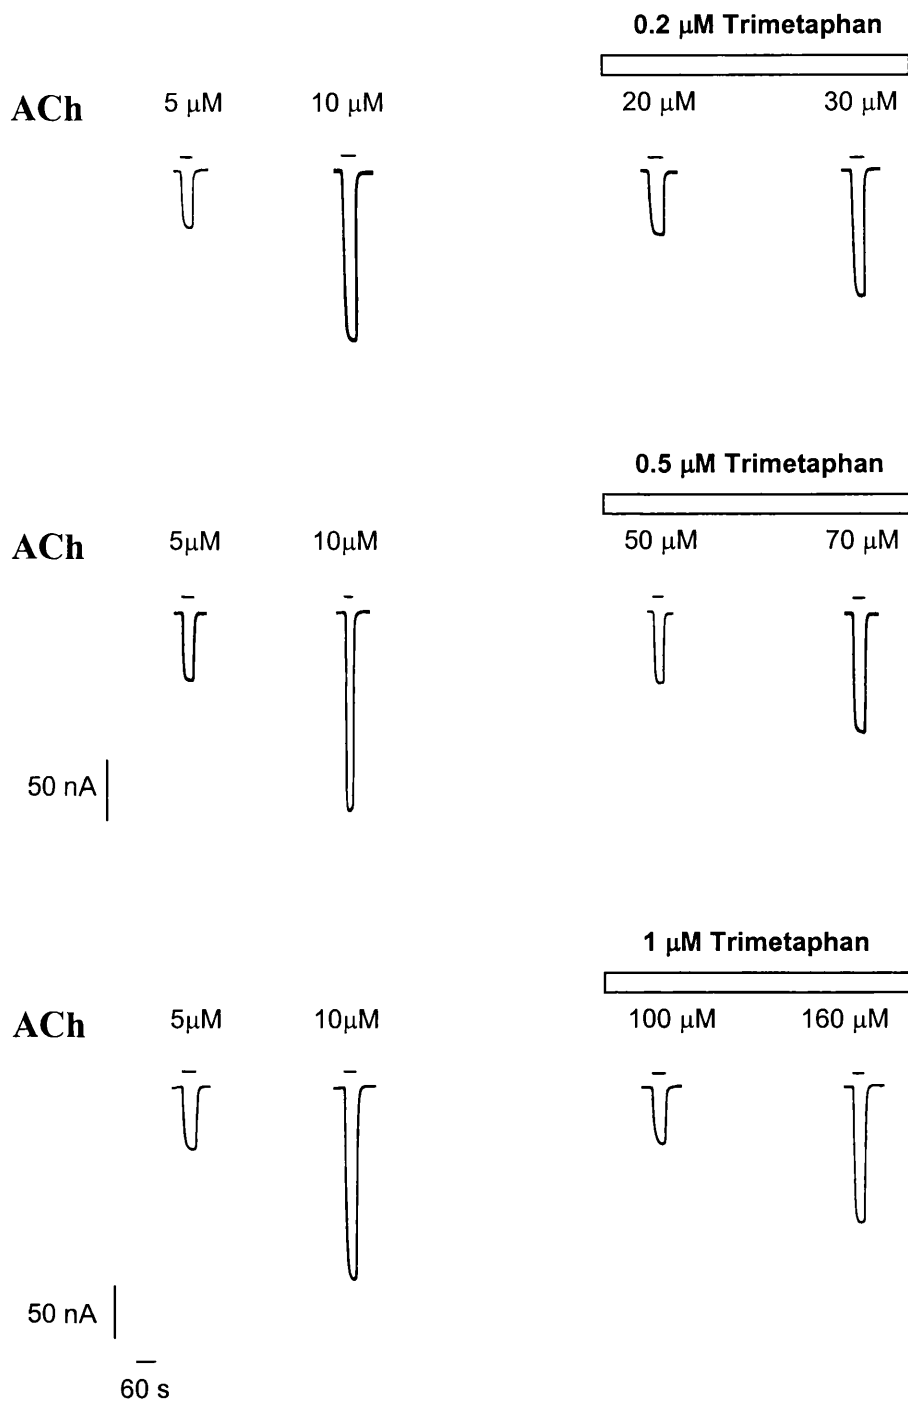 0.2 μM Trimetaphan
ACh 5 μM 10 μM 20 μM 30 μM
0.5 μM Trimetaphan
ACh 5μM 10μM 50 μM 70 μM
50 nA
1 μM Trimetaphan
ACh 5μM 10μM 100 μM 160 μM
50 nA
60 s